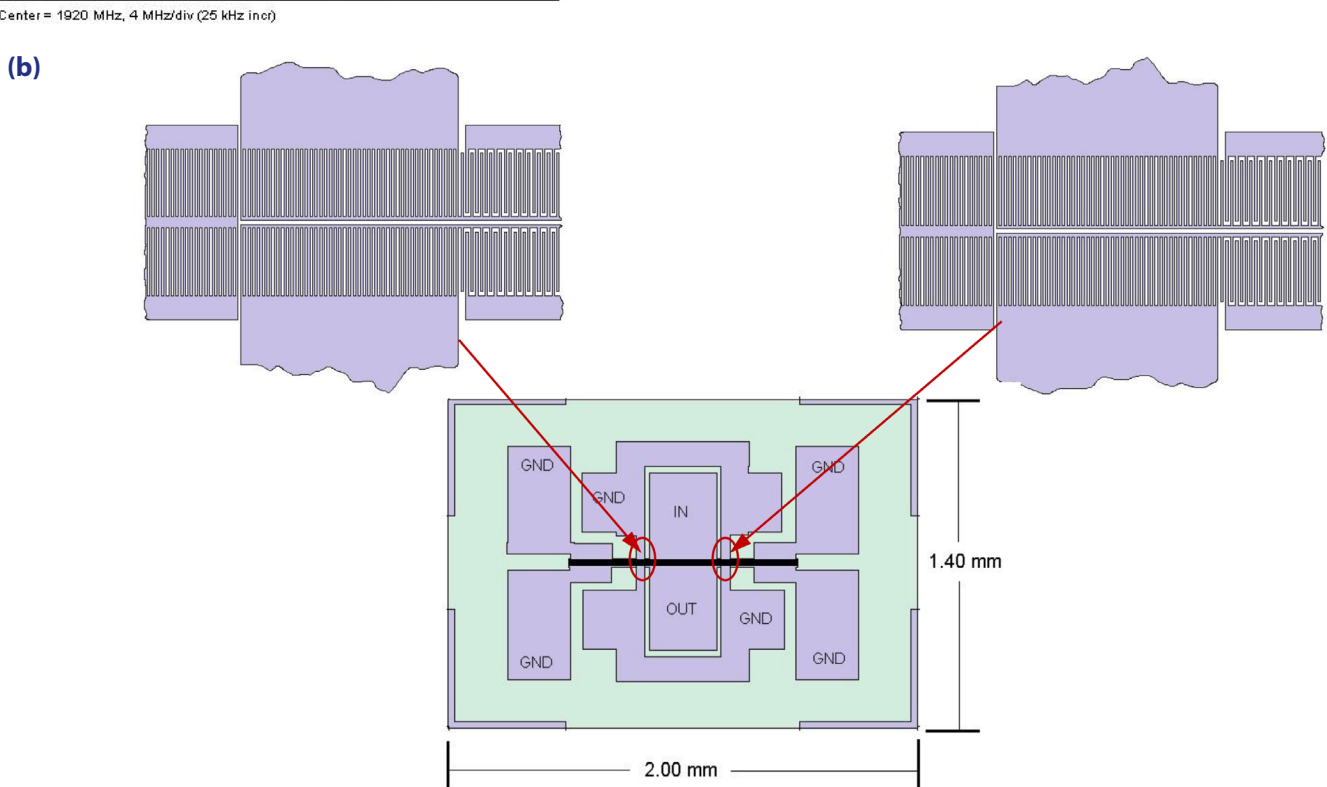 Center = 1920 MHz, 4 MHz/div (25 kHz incr)
(b)
GND
GND
GND
IN
1.40 mm
OUT
GND
GND
GND
2.00 mm